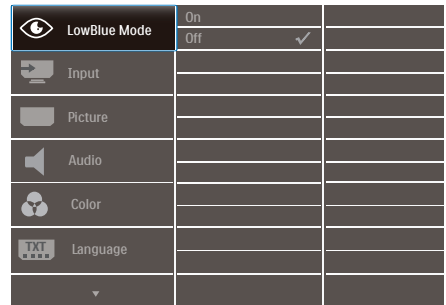 LowBlue Mode
On
Off
Input
Picture
Audio
Color
TXT
Language